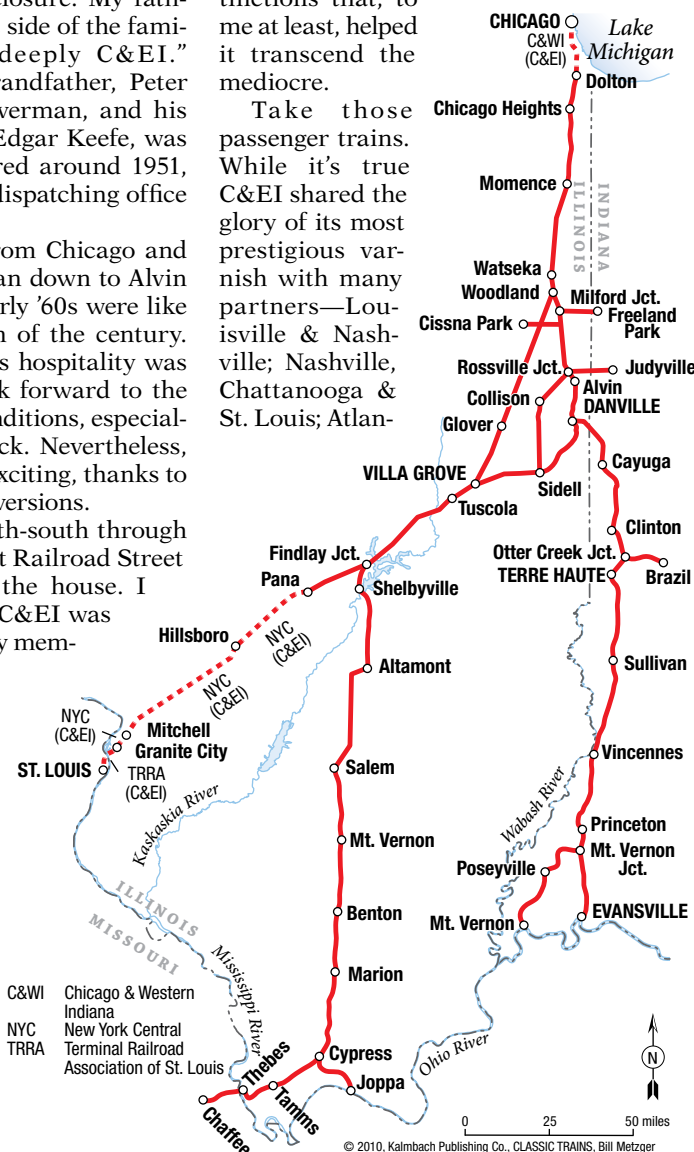 closure. My fath-
side of the fami-
deeply C&EI.”
randfather, Peter
verman, and his
Edgar Keefe, was
red around 1951,
dispatching office
rom Chicago and
an down to Alvin
rly ’60s were like
n of the century.
s hospitality was
k forward to the
nditions, especial-
ck. Nevertheless,
xciting, thanks to
versions.
th-south through
t Railroad Street
the house. I
C&EI was
y mem-
tinctions that, to
me at least, helped
it transcend the
mediocre.
Take those
passenger trains.
While it’s true
C&EI shared the
glory of its most
prestigious var-
nish with many
partners—Lou-
isville & Nash-
ville; Nashville,
Chattanooga &
St. Louis; Atlan-
CHICAGO
C&WI
(C&EI)
Lake
Michigan
Dolton
Chicago Heights
Momence
ILLINOIS
INDIANA
Watseka
Woodland
Milford Jct.
Freeland
Park
Cissna Park
Rossville Jct.
Judyville
Alvin
Collison
DANVILLE
Glover
Cayuga
VILLA GROVE
Sidell
Tuscola
Clinton
Findlay Jct.
Otter Creek Jct.
Pana
Shelbyville
TERRE HAUTE
Brazil
Hillsboro
NYC
(C&EI)
Altamont
Sullivan
NYC
(C&EI)
NYC
(C&EI)
Mitchell
Granite City
ST. LOUIS
TRRA
(C&EI)
Salem
Vincennes
Kaskaskia River
Wabash River
Mt. Vernon
Princeton
Mt. Vernon
Jct.
Poseyville
Benton
Mt. Vernon
EVANSVILLE
ILLINOIS
MISSOURI
Mississippi River
Marion
C&WI Chicago & Western
Indiana
NYC New York Central
TRRA Terminal Railroad
Association of St. Louis
Cypress
Ohio River
Thebes
Joppa
Tamms
Chaffee
N
0 25 50 miles
© 2010, Kalmbach Publishing Co., CLASSIC TRAINS, Bill Metzger